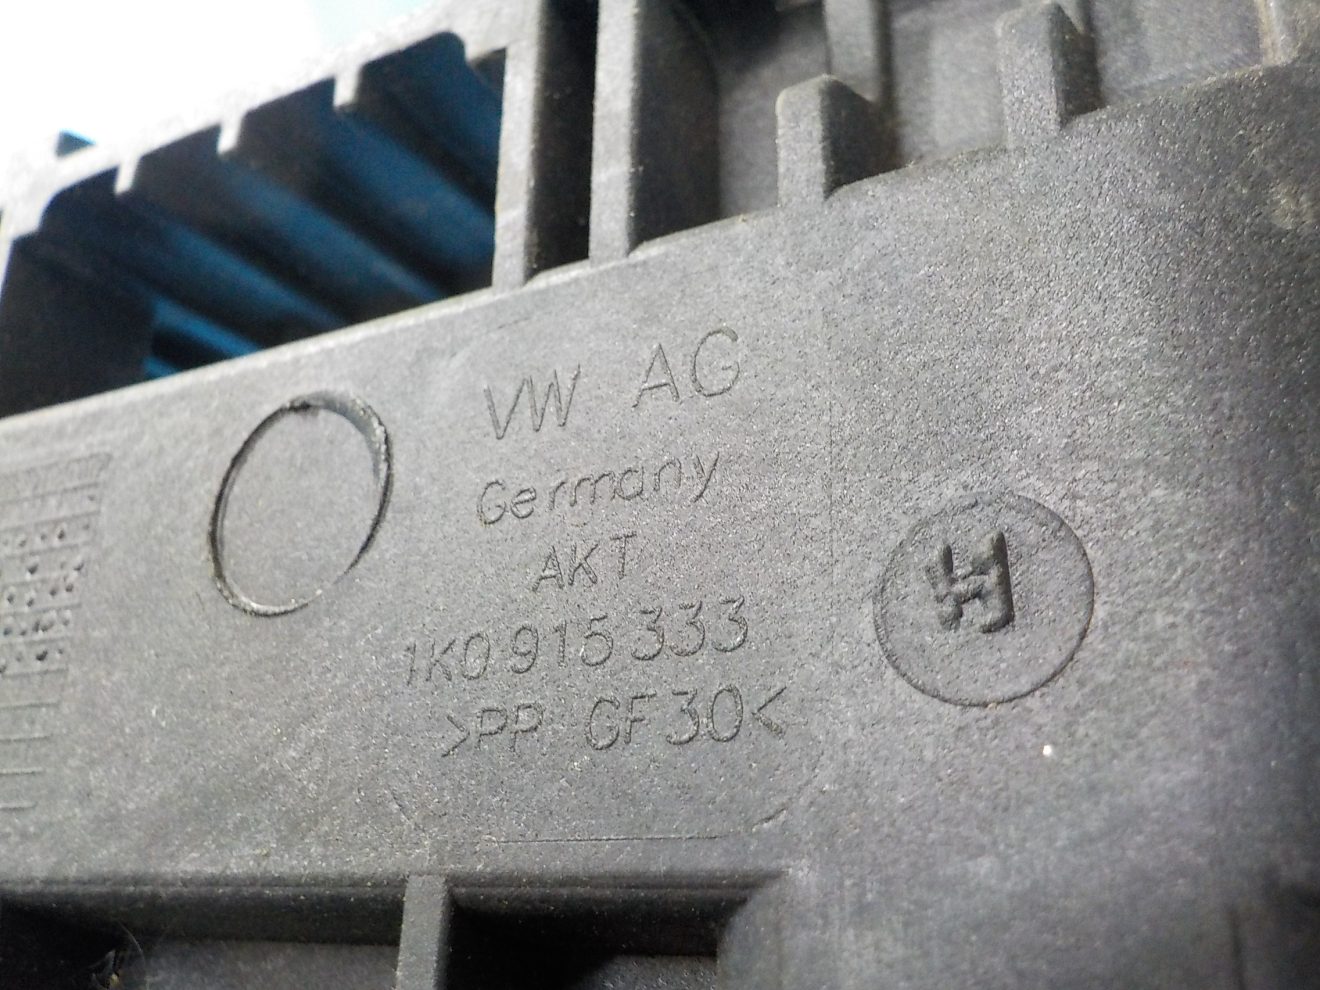 VW AG
Germany
AKT
1K0 915 333
>PP GF30<